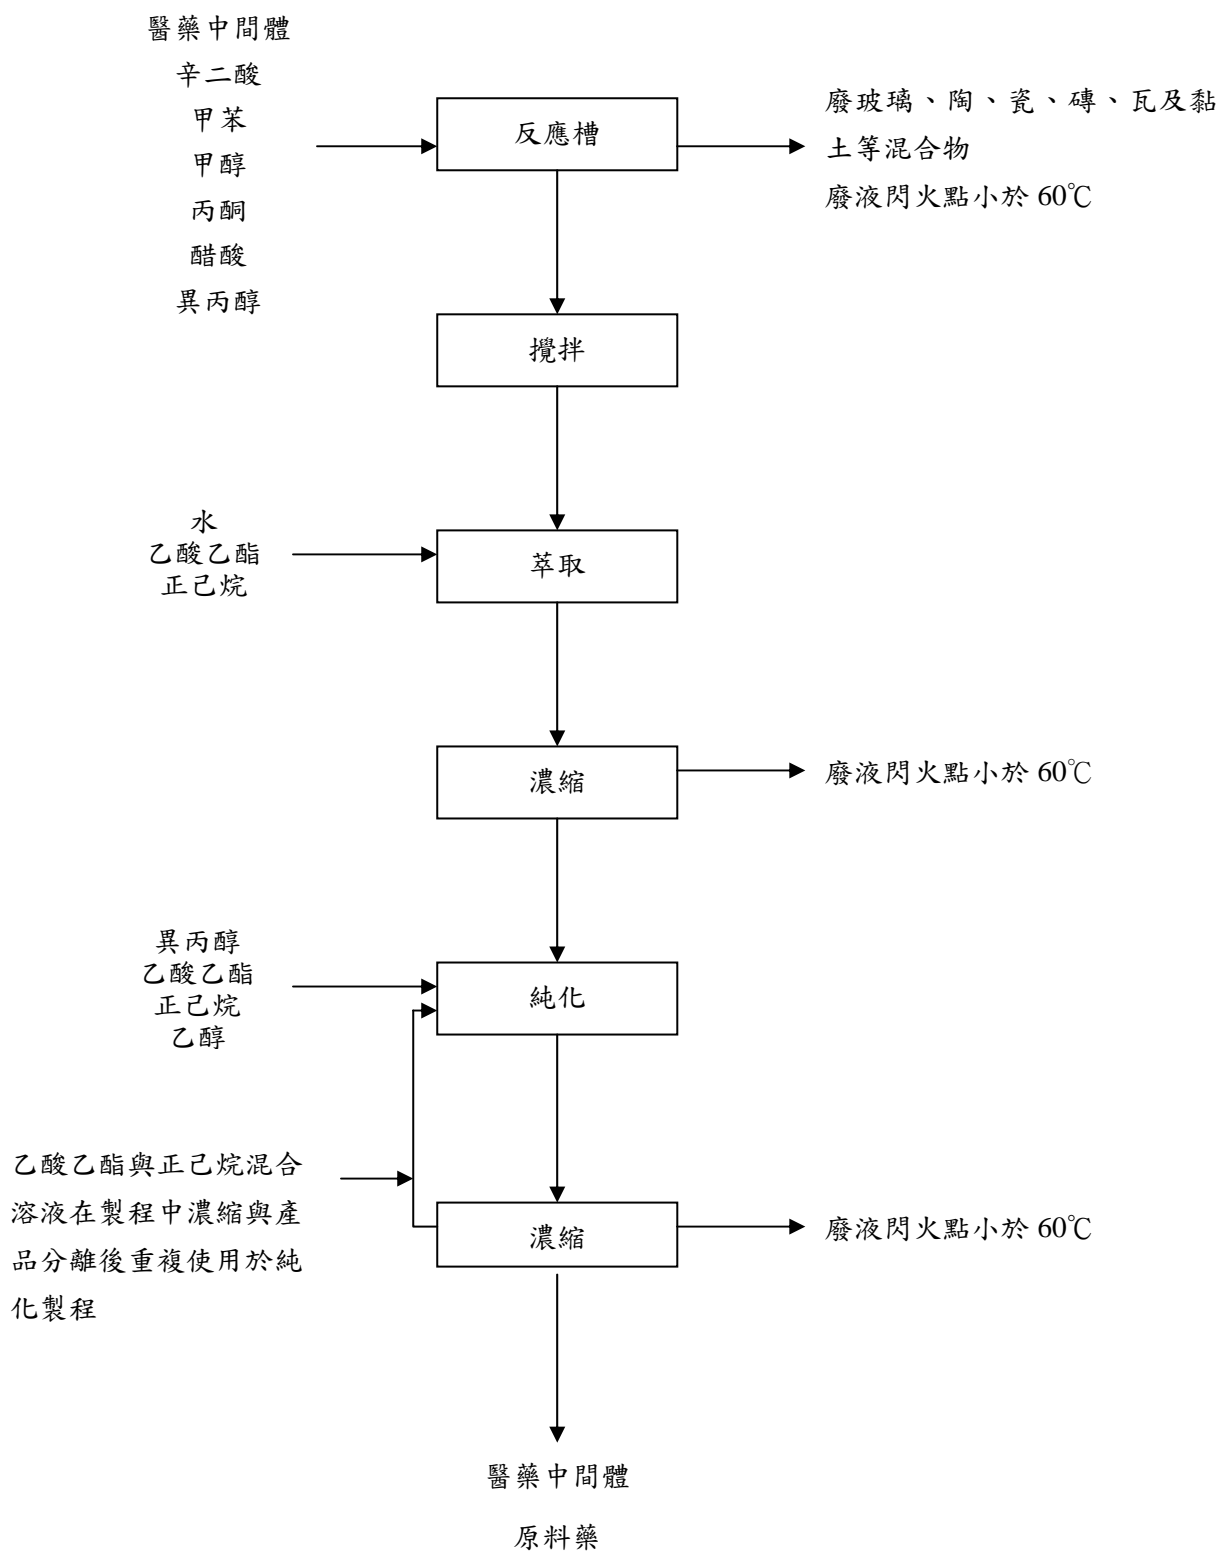 醫藥中間體
辛二酸
甲苯
甲醇
丙酮
醋酸
異丙醇
反應槽
廢玻璃、陶、瓷、磚、瓦及黏
土等混合物
廢液閃火點小於 60℃
攪拌
水
乙酸乙酯
正己烷
萃取
濃縮
廢液閃火點小於 60℃
異丙醇
乙酸乙酯
正己烷
乙醇
純化
乙酸乙酯與正己烷混合
溶液在製程中濃縮與產
品分離後重複使用於純
化製程
濃縮
廢液閃火點小於 60℃
醫藥中間體
原料藥